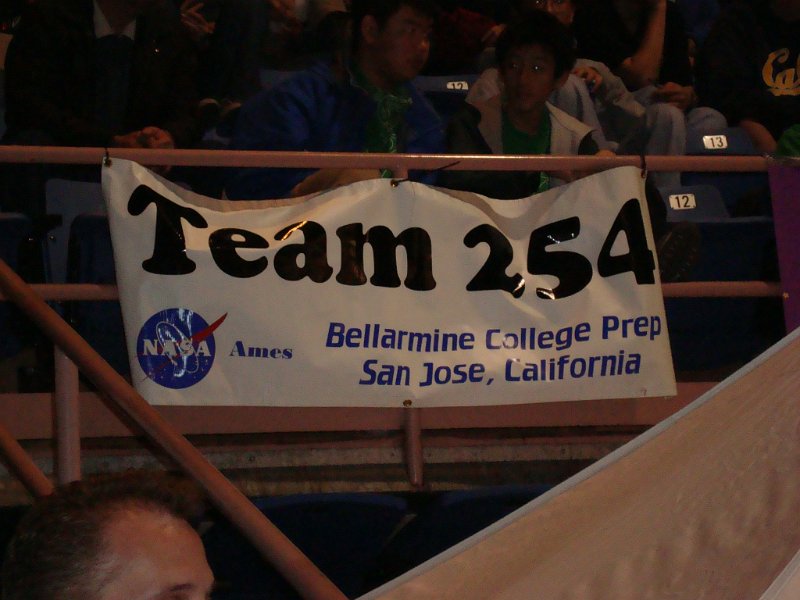 12
13
Cal
12
Team 254
NASA Ames
Bellarmine College Prep
San Jose, California